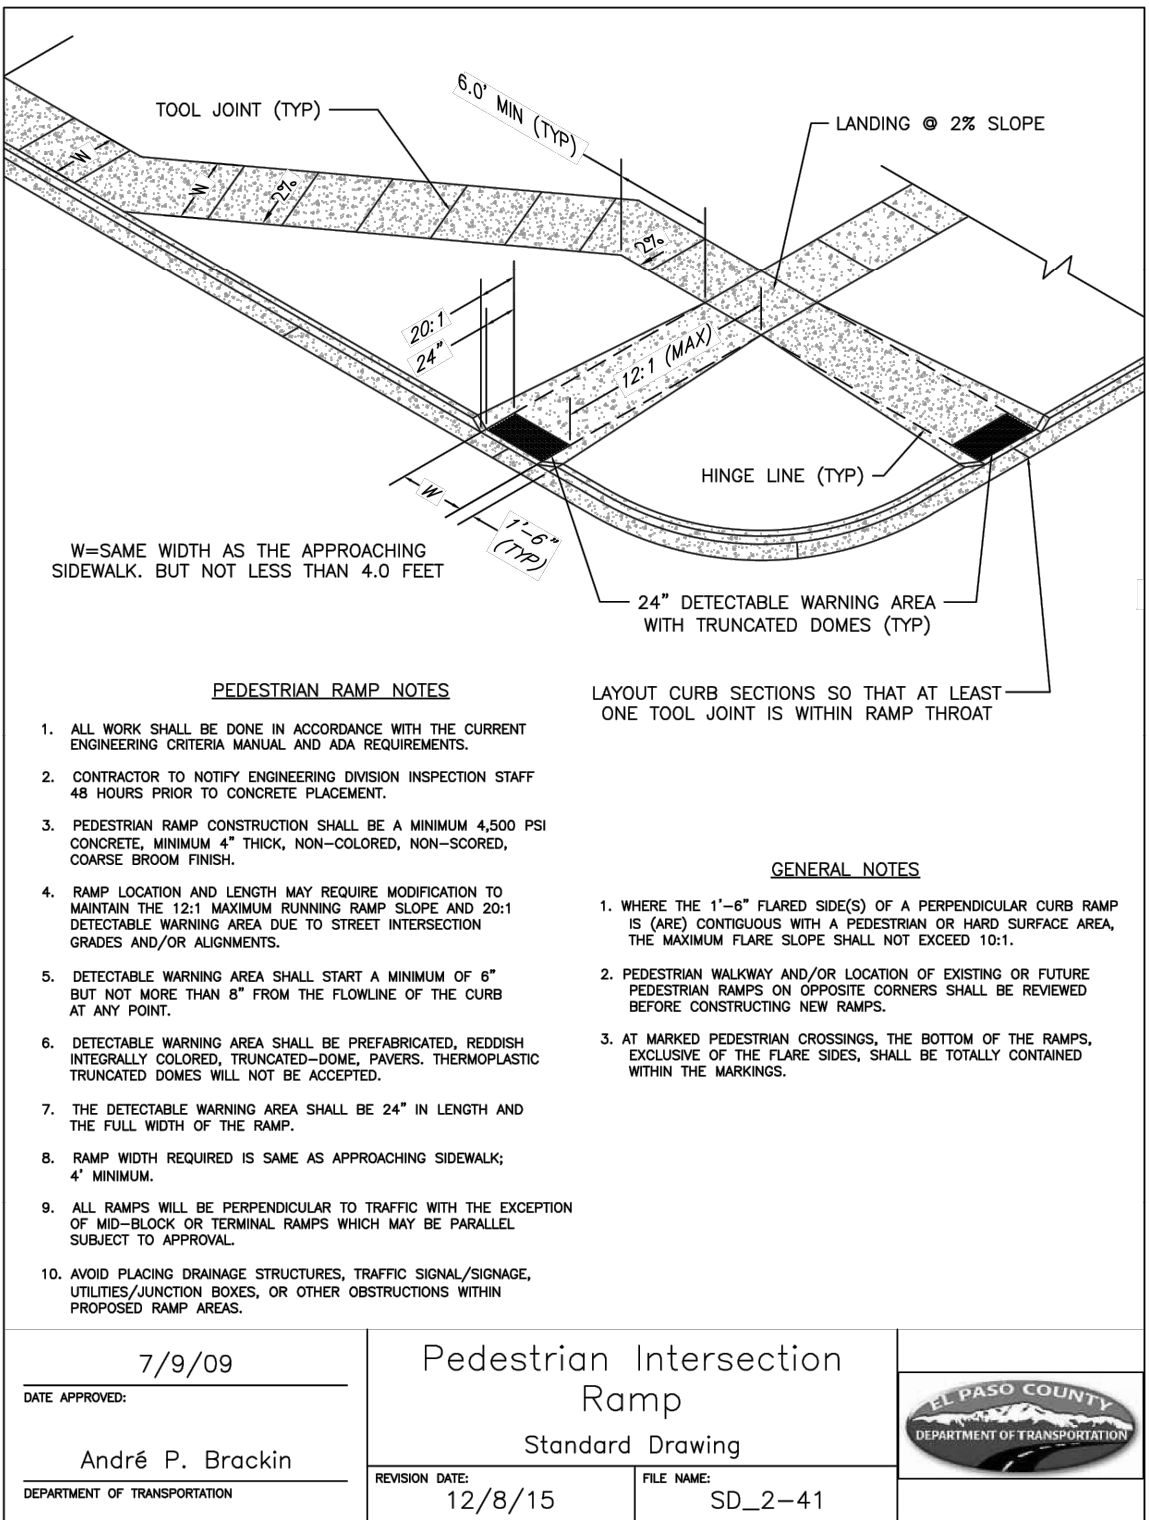 TOOL JOINT (TYP)
6.0' MIN (TYP)
LANDING @ 2% SLOPE
W
W
2%
2%
20:1
24"
12:1 (MAX)
HINGE LINE (TYP)
W
1'-6"
(TYP)
W=SAME WIDTH AS THE APPROACHING
SIDEWALK. BUT NOT LESS THAN 4.0 FEET
24" DETECTABLE WARNING AREA
WITH TRUNCATED DOMES (TYP)
LAYOUT CURB SECTIONS SO THAT AT LEAST
ONE TOOL JOINT IS WITHIN RAMP THROAT
PEDESTRIAN RAMP NOTES
1. ALL WORK SHALL BE DONE IN ACCORDANCE WITH THE CURRENT
ENGINEERING CRITERIA MANUAL AND ADA REQUIREMENTS.
2. CONTRACTOR TO NOTIFY ENGINEERING DIVISION INSPECTION STAFF
48 HOURS PRIOR TO CONCRETE PLACEMENT.
3. PEDESTRIAN RAMP CONSTRUCTION SHALL BE A MINIMUM 4,500 PSI
CONCRETE, MINIMUM 4" THICK, NON-COLORED, NON-SCORED,
COARSE BROOM FINISH.
4. RAMP LOCATION AND LENGTH MAY REQUIRE MODIFICATION TO
MAINTAIN THE 12:1 MAXIMUM RUNNING RAMP SLOPE AND 20:1
DETECTABLE WARNING AREA DUE TO STREET INTERSECTION
GRADES AND/OR ALIGNMENTS.
5. DETECTABLE WARNING AREA SHALL START A MINIMUM OF 6"
BUT NOT MORE THAN 8" FROM THE FLOWLINE OF THE CURB
AT ANY POINT.
6. DETECTABLE WARNING AREA SHALL BE PREFABRICATED, REDDISH
INTEGRALLY COLORED, TRUNCATED-DOME, PAVERS. THERMOPLASTIC
TRUNCATED DOMES WILL NOT BE ACCEPTED.
7. THE DETECTABLE WARNING AREA SHALL BE 24" IN LENGTH AND
THE FULL WIDTH OF THE RAMP.
8. RAMP WIDTH REQUIRED IS SAME AS APPROACHING SIDEWALK;
4' MINIMUM.
9. ALL RAMPS WILL BE PERPENDICULAR TO TRAFFIC WITH THE EXCEPTION
OF MID-BLOCK OR TERMINAL RAMPS WHICH MAY BE PARALLEL
SUBJECT TO APPROVAL.
10. AVOID PLACING DRAINAGE STRUCTURES, TRAFFIC SIGNAL/SIGNAGE,
UTILITIES/JUNCTION BOXES, OR OTHER OBSTRUCTIONS WITHIN
PROPOSED RAMP AREAS.
GENERAL NOTES
1. WHERE THE 1'-6" FLARED SIDE(S) OF A PERPENDICULAR CURB RAMP
IS (ARE) CONTIGUOUS WITH A PEDESTRIAN OR HARD SURFACE AREA,
THE MAXIMUM FLARE SLOPE SHALL NOT EXCEED 10:1.
2. PEDESTRIAN WALKWAY AND/OR LOCATION OF EXISTING OR FUTURE
PEDESTRIAN RAMPS ON OPPOSITE CORNERS SHALL BE REVIEWED
BEFORE CONSTRUCTING NEW RAMPS.
3. AT MARKED PEDESTRIAN CROSSINGS, THE BOTTOM OF THE RAMPS,
EXCLUSIVE OF THE FLARE SIDES, SHALL BE TOTALLY CONTAINED
WITHIN THE MARKINGS.
7/9/09
DATE APPROVED:
André P. Brackin
DEPARTMENT OF TRANSPORTATION
Pedestrian Intersection
Ramp
Standard Drawing
REVISION DATE:
12/8/15
FILE NAME:
SD_2-41
EL PASO COUNTY
DEPARTMENT OF TRANSPORTATION